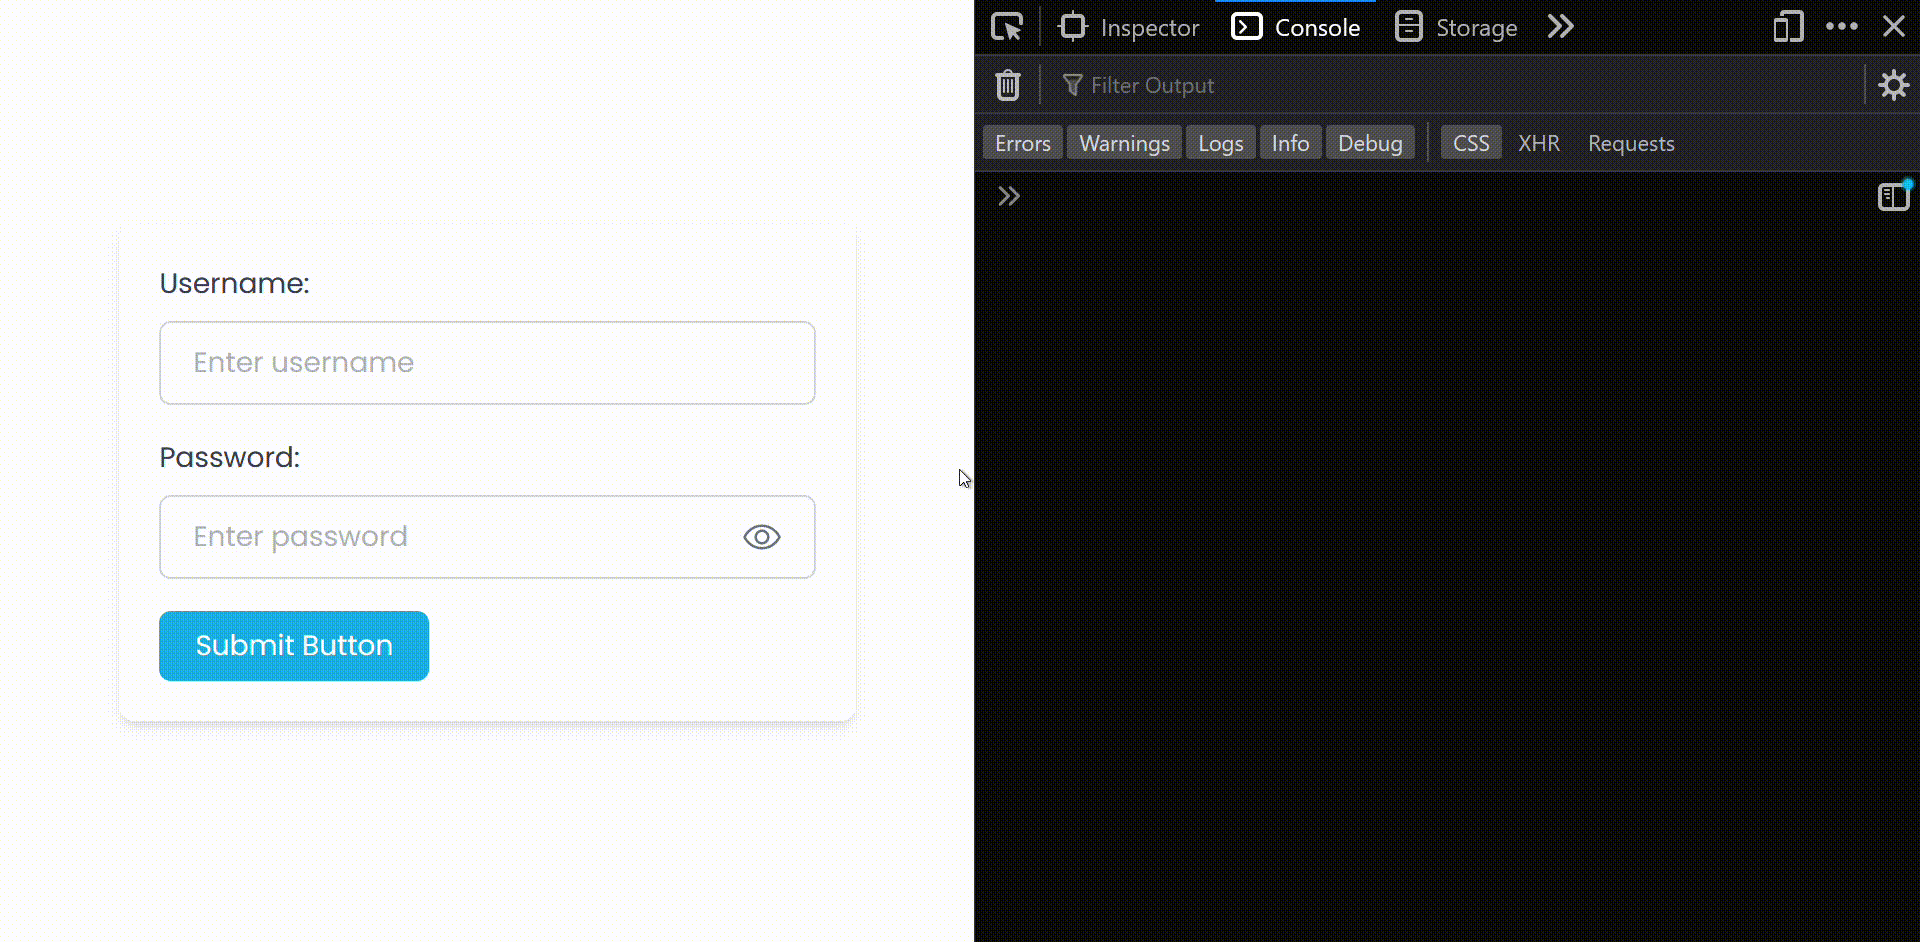 Username:
Enter username
Password:
Enter password
Submit Button
Inspector Console Storage
Filter Output
Errors Warnings Logs Info Debug CSS XHR Requests